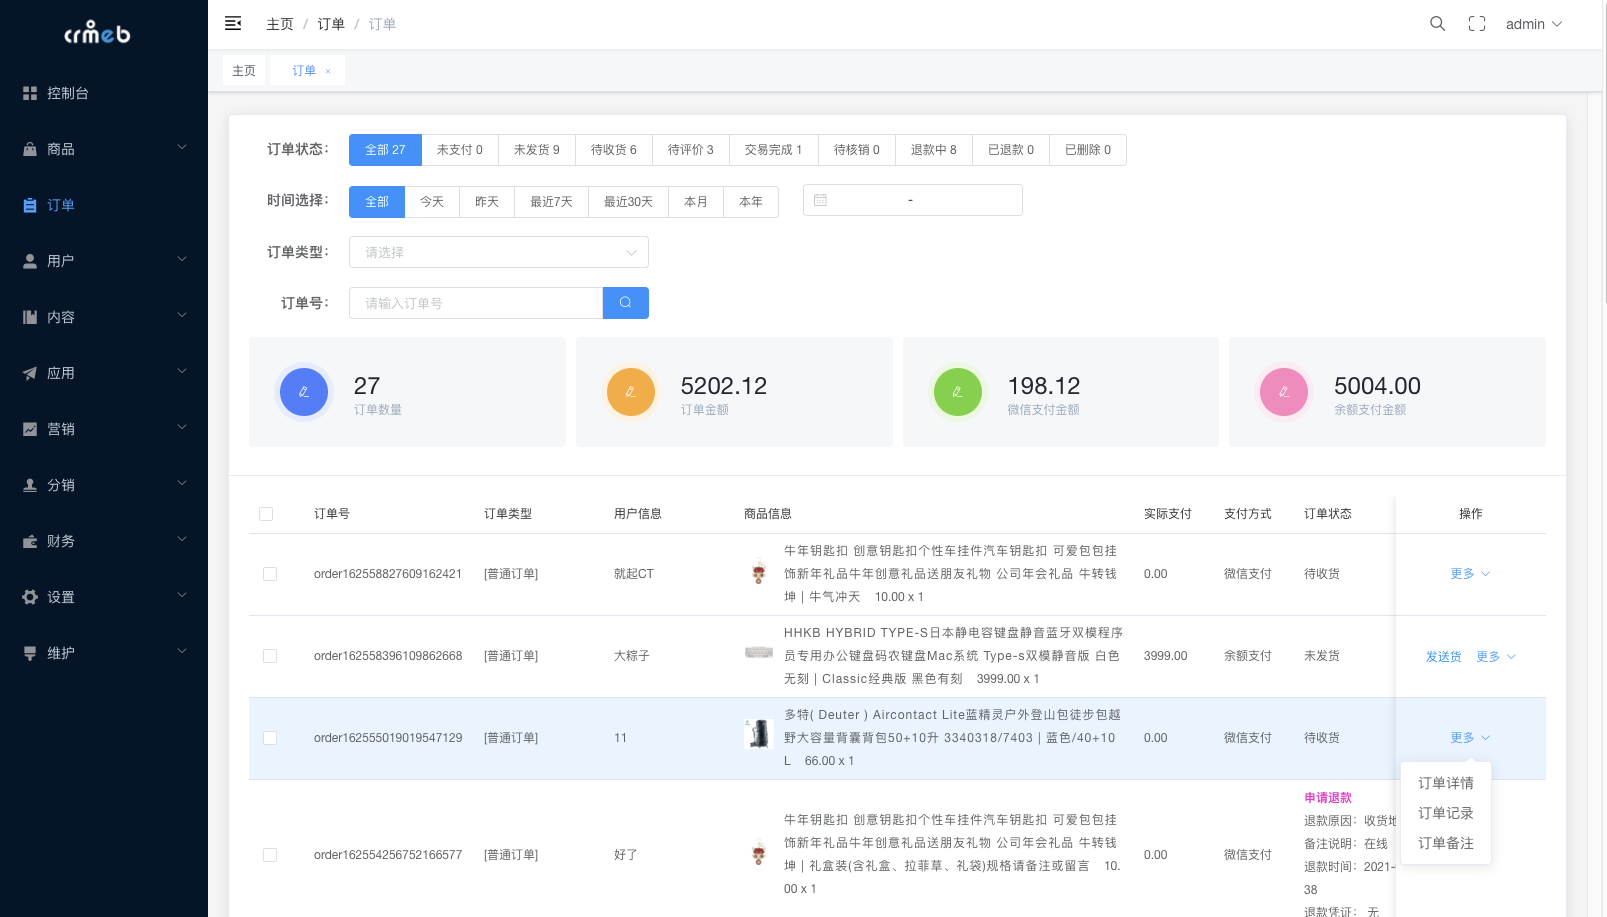 crmeb
主页 / 订单 / 订单
admin
主页
订单 ×
控制台
商品
订单
用户
内容
应用
营销
分销
财务
设置
维护
订单状态：
全部 27
未支付 0
未发货 9
待收货 6
待评价 3
交易完成 1
待核销 0
退款中 8
已退款 0
已删除 0
时间选择：
全部
今天
昨天
最近7天
最近30天
本月
本年
-
订单类型：
请选择
订单号：
请输入订单号
27
订单数量
5202.12
订单金额
198.12
微信支付金额
5004.00
余额支付金额
订单号
订单类型
用户信息
商品信息
实际支付
支付方式
订单状态
操作
order162558827609162421
[普通订单]
就起CT
牛年钥匙扣 创意钥匙扣个性车挂件汽车钥匙扣 可爱包包挂
饰新年礼品牛年创意礼品送朋友礼物 公司年会礼品 牛转钱
坤 | 牛气冲天 10.00 x 1
0.00
微信支付
待收货
更多
order162558396109862668
[普通订单]
大粽子
HHKB HYBRID TYPE-S日本静电容键盘静音蓝牙双模程序
员专用办公键盘码农键盘Mac系统 Type-s双模静音版 白色
无刻 | Classic经典版 黑色有刻 3999.00 x 1
3999.00
余额支付
未发货
发送货 更多
order162555019019547129
[普通订单]
11
多特( Deuter ) Aircontact Lite蓝精灵户外登山包徒步包越
野大容量背囊背包50+10升 3340318/7403 | 蓝色/40+10
L 66.00 x 1
0.00
微信支付
待收货
更多
订单详情
订单记录
订单备注
order162554256752166577
[普通订单]
好了
牛年钥匙扣 创意钥匙扣个性车挂件汽车钥匙扣 可爱包包挂
饰新年礼品牛年创意礼品送朋友礼物 公司年会礼品 牛转钱
坤 | 礼盒装(含礼盒、拉菲草、礼袋)规格请备注或留言 10.
00 x 1
0.00
微信支付
申请退款
退款原因：收货地
备注说明：在线
退款时间：2021-
38
退款凭证： 无